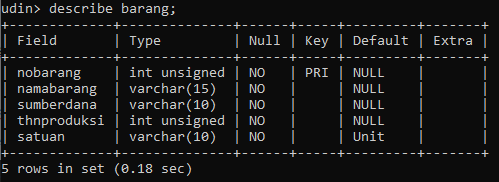 udin> describe barang;
+-------------+--------------+------+-----+---------+-------+
| Field       | Type         | Null | Key | Default | Extra |
+-------------+--------------+------+-----+---------+-------+
| nobarang    | int unsigned | NO   | PRI | NULL    |       |
| namabarang  | varchar(15)  | NO   |     | NULL    |       |
| sumberdana  | varchar(10)  | NO   |     | NULL    |       |
| thnproduksi | int unsigned | NO   |     | NULL    |       |
| satuan      | varchar(10)  | NO   |     | Unit    |       |
+-------------+--------------+------+-----+---------+-------+
5 rows in set (0.18 sec)